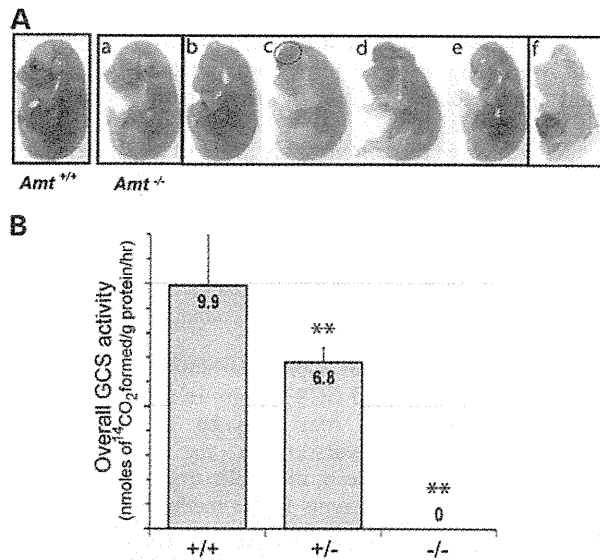 A
a b c d e f
Amt +/+ Amt -/-
B
Overall GCS activity
(nmoles of ¹⁴CO₂ formed/g protein/hr)
9.9
**
6.8
**
0
+/+ +/- -/-